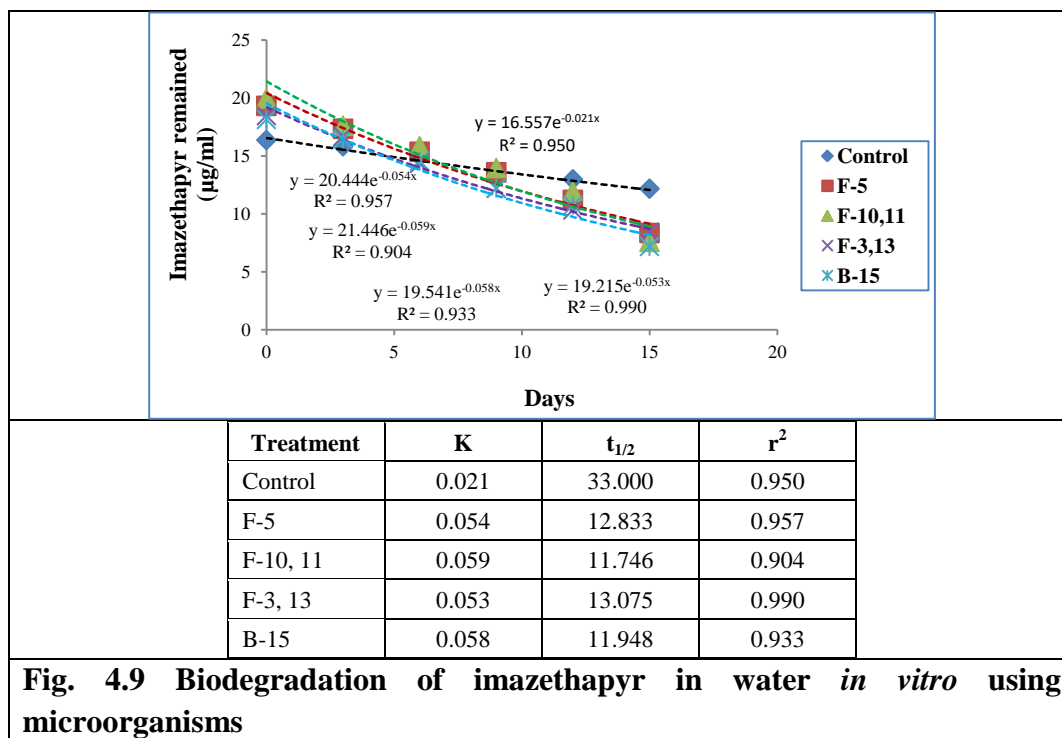 25
20
15
10
5
0
Imazethapyr remained
(µg/ml)
y = 16.557e-0.021x
R² = 0.950
y = 20.444e-0.054x
R² = 0.957
y = 21.446e-0.059x
R² = 0.904
y = 19.541e-0.058x
R² = 0.933
y = 19.215e-0.053x
R² = 0.990
0 5 10 15 20
Days
Control
F-5
F-10,11
F-3,13
B-15
Treatment K t1/2 r2
Control 0.021 33.000 0.950
F-5 0.054 12.833 0.957
F-10, 11 0.059 11.746 0.904
F-3, 13 0.053 13.075 0.990
B-15 0.058 11.948 0.933
Fig. 4.9 Biodegradation of imazethapyr in water in vitro using
microorganisms